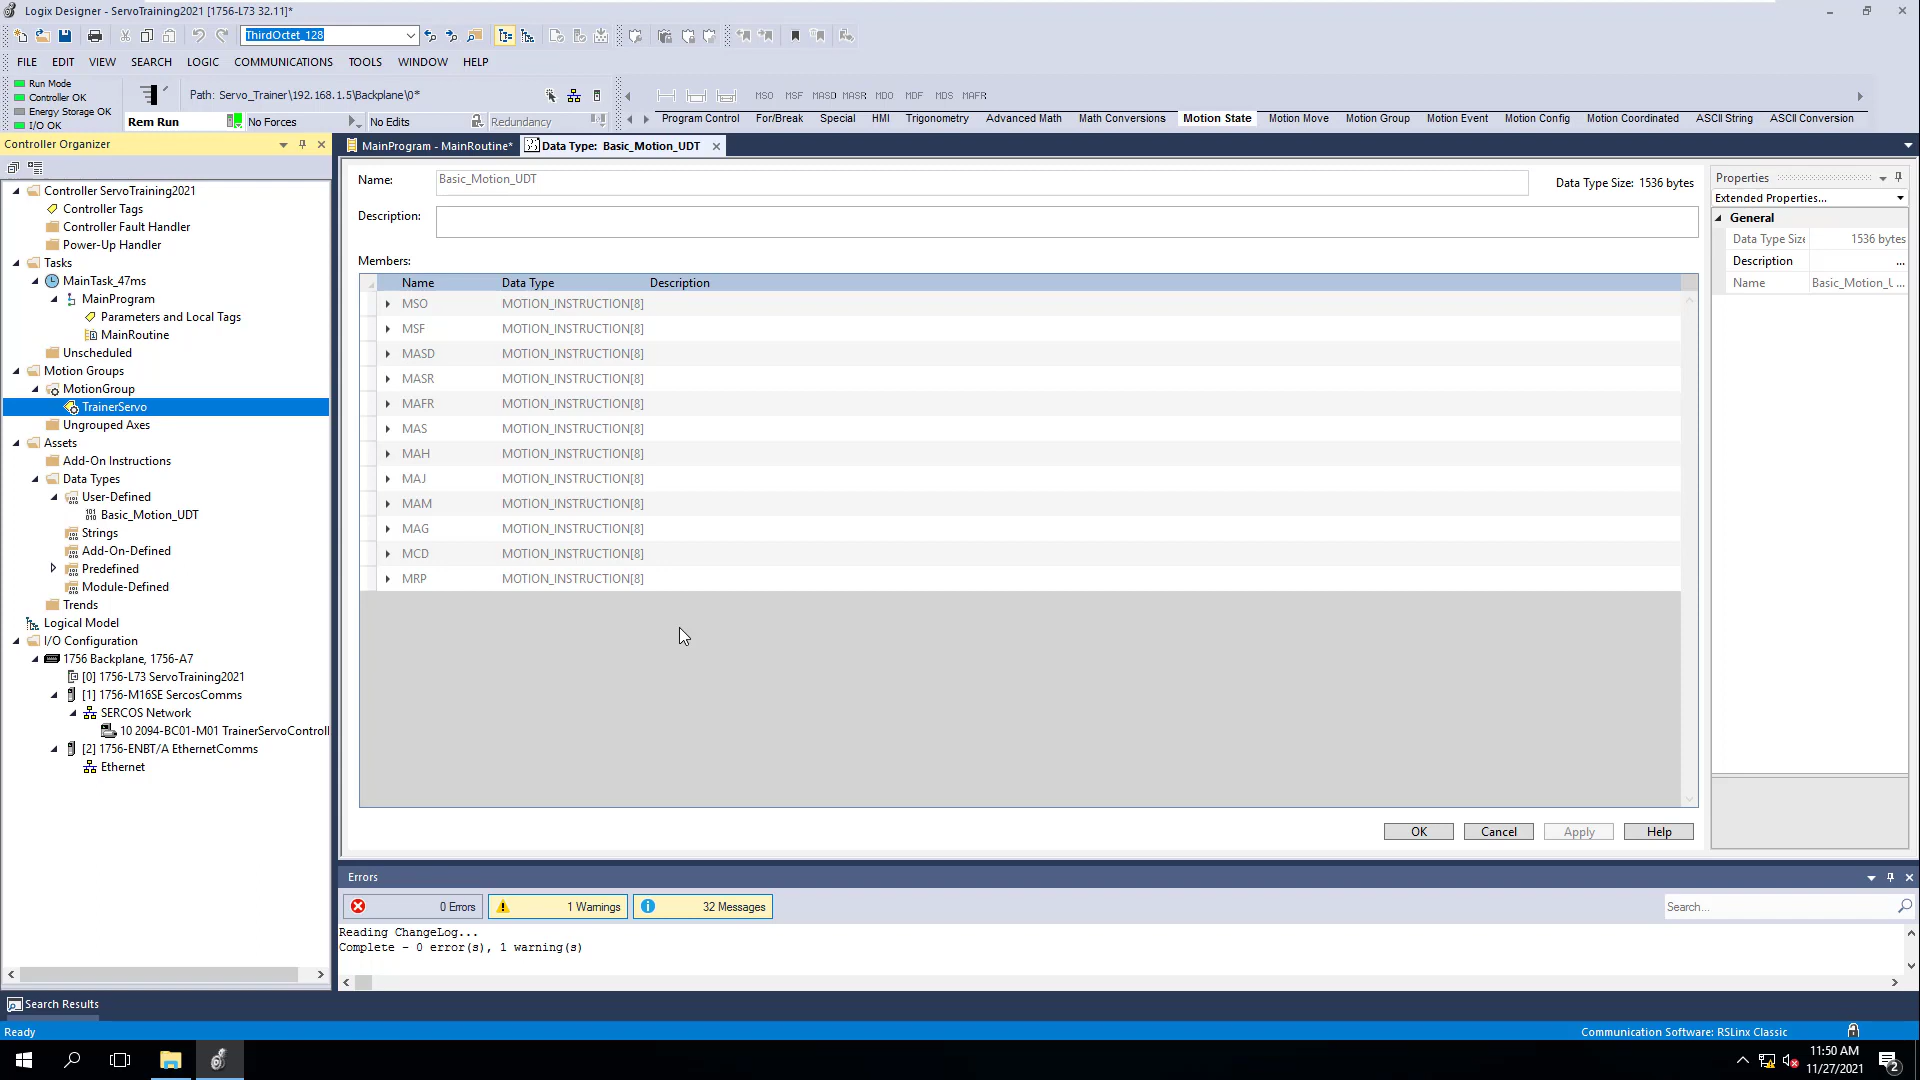 Logix Designer - ServoTraining2021 [1756-L73 32.11]*
ThirdOctet_128
FILE EDIT VIEW SEARCH LOGIC COMMUNICATIONS TOOLS WINDOW HELP
Run Mode
Controller OK
Energy Storage OK
I/O OK
Path: Servo_Trainer\192.168.1.5\Backplane\0*
Rem Run No Forces No Edits Redundancy
MSO MSF MASD MASR MDO MDF MDS MAFR
Program Control For/Break Special HMI Trigonometry Advanced Math Math Conversions Motion State Motion Move Motion Group Motion Event Motion Config Motion Coordinated ASCII String ASCII Conversion
Controller Organizer
Controller ServoTraining2021
Controller Tags
Controller Fault Handler
Power-Up Handler
Tasks
MainTask_47ms
MainProgram
Parameters and Local Tags
MainRoutine
Unscheduled
Motion Groups
MotionGroup
TrainerServo
Ungrouped Axes
Assets
Add-On Instructions
Data Types
User-Defined
Basic_Motion_UDT
Strings
Add-On-Defined
Predefined
Module-Defined
Trends
Logical Model
I/O Configuration
1756 Backplane, 1756-A7
[0] 1756-L73 ServoTraining2021
[1] 1756-M16SE SercosComms
SERCOS Network
10 2094-BC01-M01 TrainerServoControll
[2] 1756-ENBT/A EthernetComms
Ethernet
MainProgram - MainRoutine* Data Type: Basic_Motion_UDT
Name: Basic_Motion_UDT Data Type Size: 1536 bytes
Description:
Members:
Name Data Type Description
MSO MOTION_INSTRUCTION[8]
MSF MOTION_INSTRUCTION[8]
MASD MOTION_INSTRUCTION[8]
MASR MOTION_INSTRUCTION[8]
MAFR MOTION_INSTRUCTION[8]
MAS MOTION_INSTRUCTION[8]
MAH MOTION_INSTRUCTION[8]
MAJ MOTION_INSTRUCTION[8]
MAM MOTION_INSTRUCTION[8]
MAG MOTION_INSTRUCTION[8]
MCD MOTION_INSTRUCTION[8]
MRP MOTION_INSTRUCTION[8]
OK Cancel Apply Help
Properties
Extended Properties...
General
Data Type Size 1536 bytes
Description ...
Name Basic_Motion_U ...
Errors
0 Errors 1 Warnings 32 Messages
Search...
Reading ChangeLog...
Complete - 0 error(s), 1 warning(s)
Search Results
Ready
Communication Software: RSLinx Classic
11:50 AM
11/27/2021
2